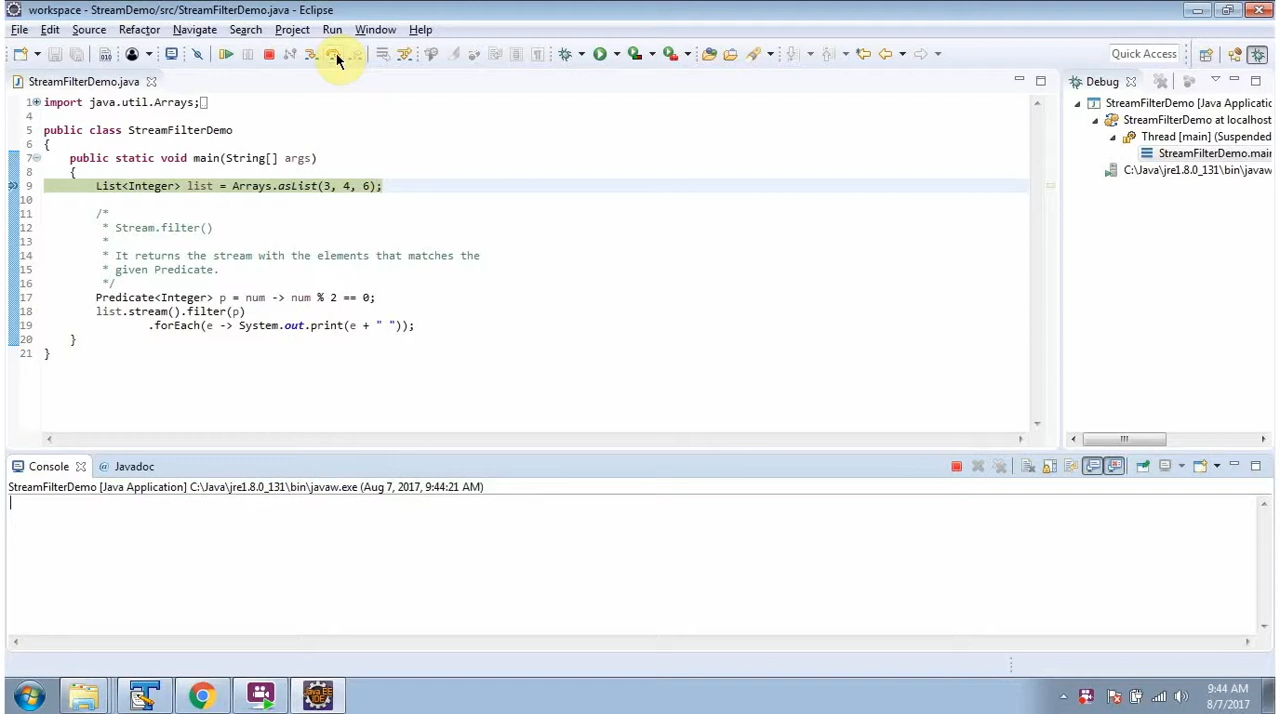 workspace - StreamDemo/src/StreamFilterDemo.java - Eclipse
File Edit Source Refactor Navigate Search Project Run Window Help
Quick Access
StreamFilterDemo.java
Debug
1 import java.util.Arrays;
4
5 public class StreamFilterDemo
6 {
7 public static void main(String[] args)
8 {
9 List<Integer> list = Arrays.asList(3, 4, 6);
10
11 /*
12 * Stream.filter()
13 *
14 * It returns the stream with the elements that matches the
15 * given Predicate.
16 */
17 Predicate<Integer> p = num -> num % 2 == 0;
18 list.stream().filter(p)
19 .forEach(e -> System.out.print(e + " "));
20 }
21 }
StreamFilterDemo [Java Applicatio
StreamFilterDemo at localhost
Thread [main] (Suspended
StreamFilterDemo.main
C:\Java\jre1.8.0_131\bin\javaw
Console
@ Javadoc
StreamFilterDemo [Java Application] C:\Java\jre1.8.0_131\bin\javaw.exe (Aug 7, 2017, 9:44:21 AM)
Java EE
IDE
9:44 AM
8/7/2017